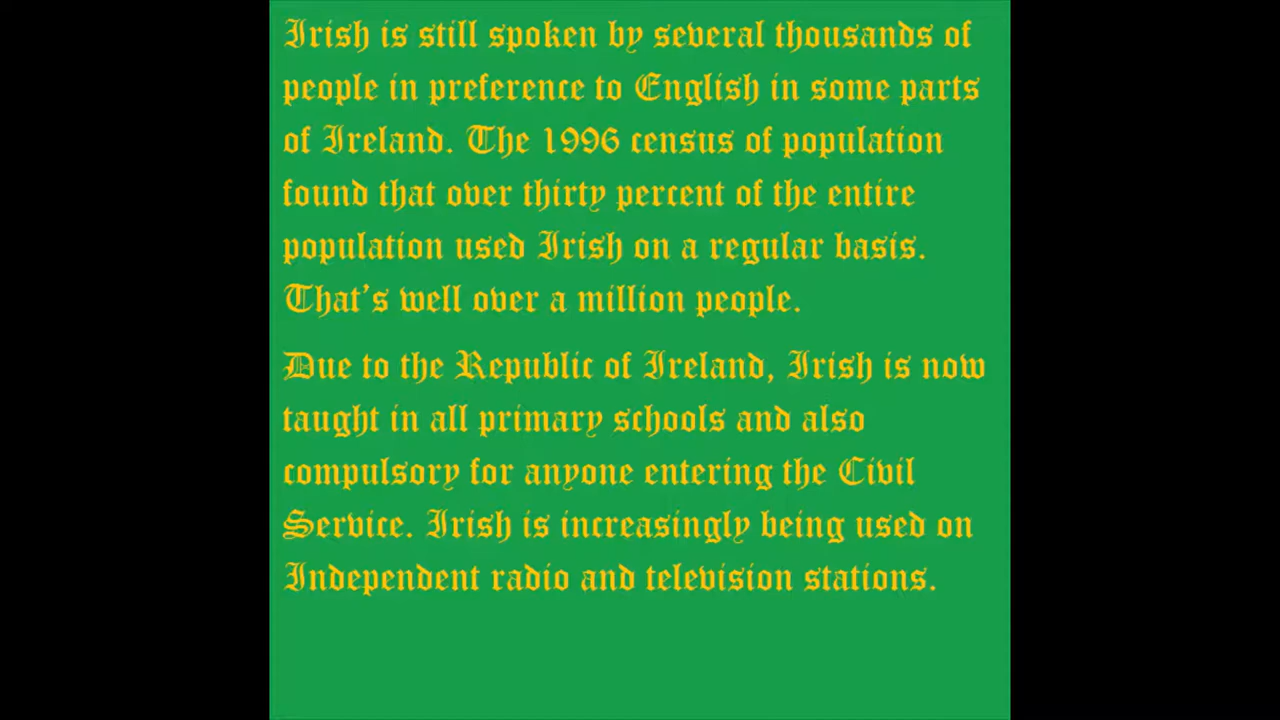 Irish is still spoken by several thousands of
people in preference to English in some parts
of Ireland. The 1996 census of population
found that over thirty percent of the entire
population used Irish on a regular basis.
That's well over a million people.
Due to the Republic of Ireland, Irish is now
taught in all primary schools and also
compulsory for anyone entering the Civil
Service. Irish is increasingly being used on
Independent radio and television stations.